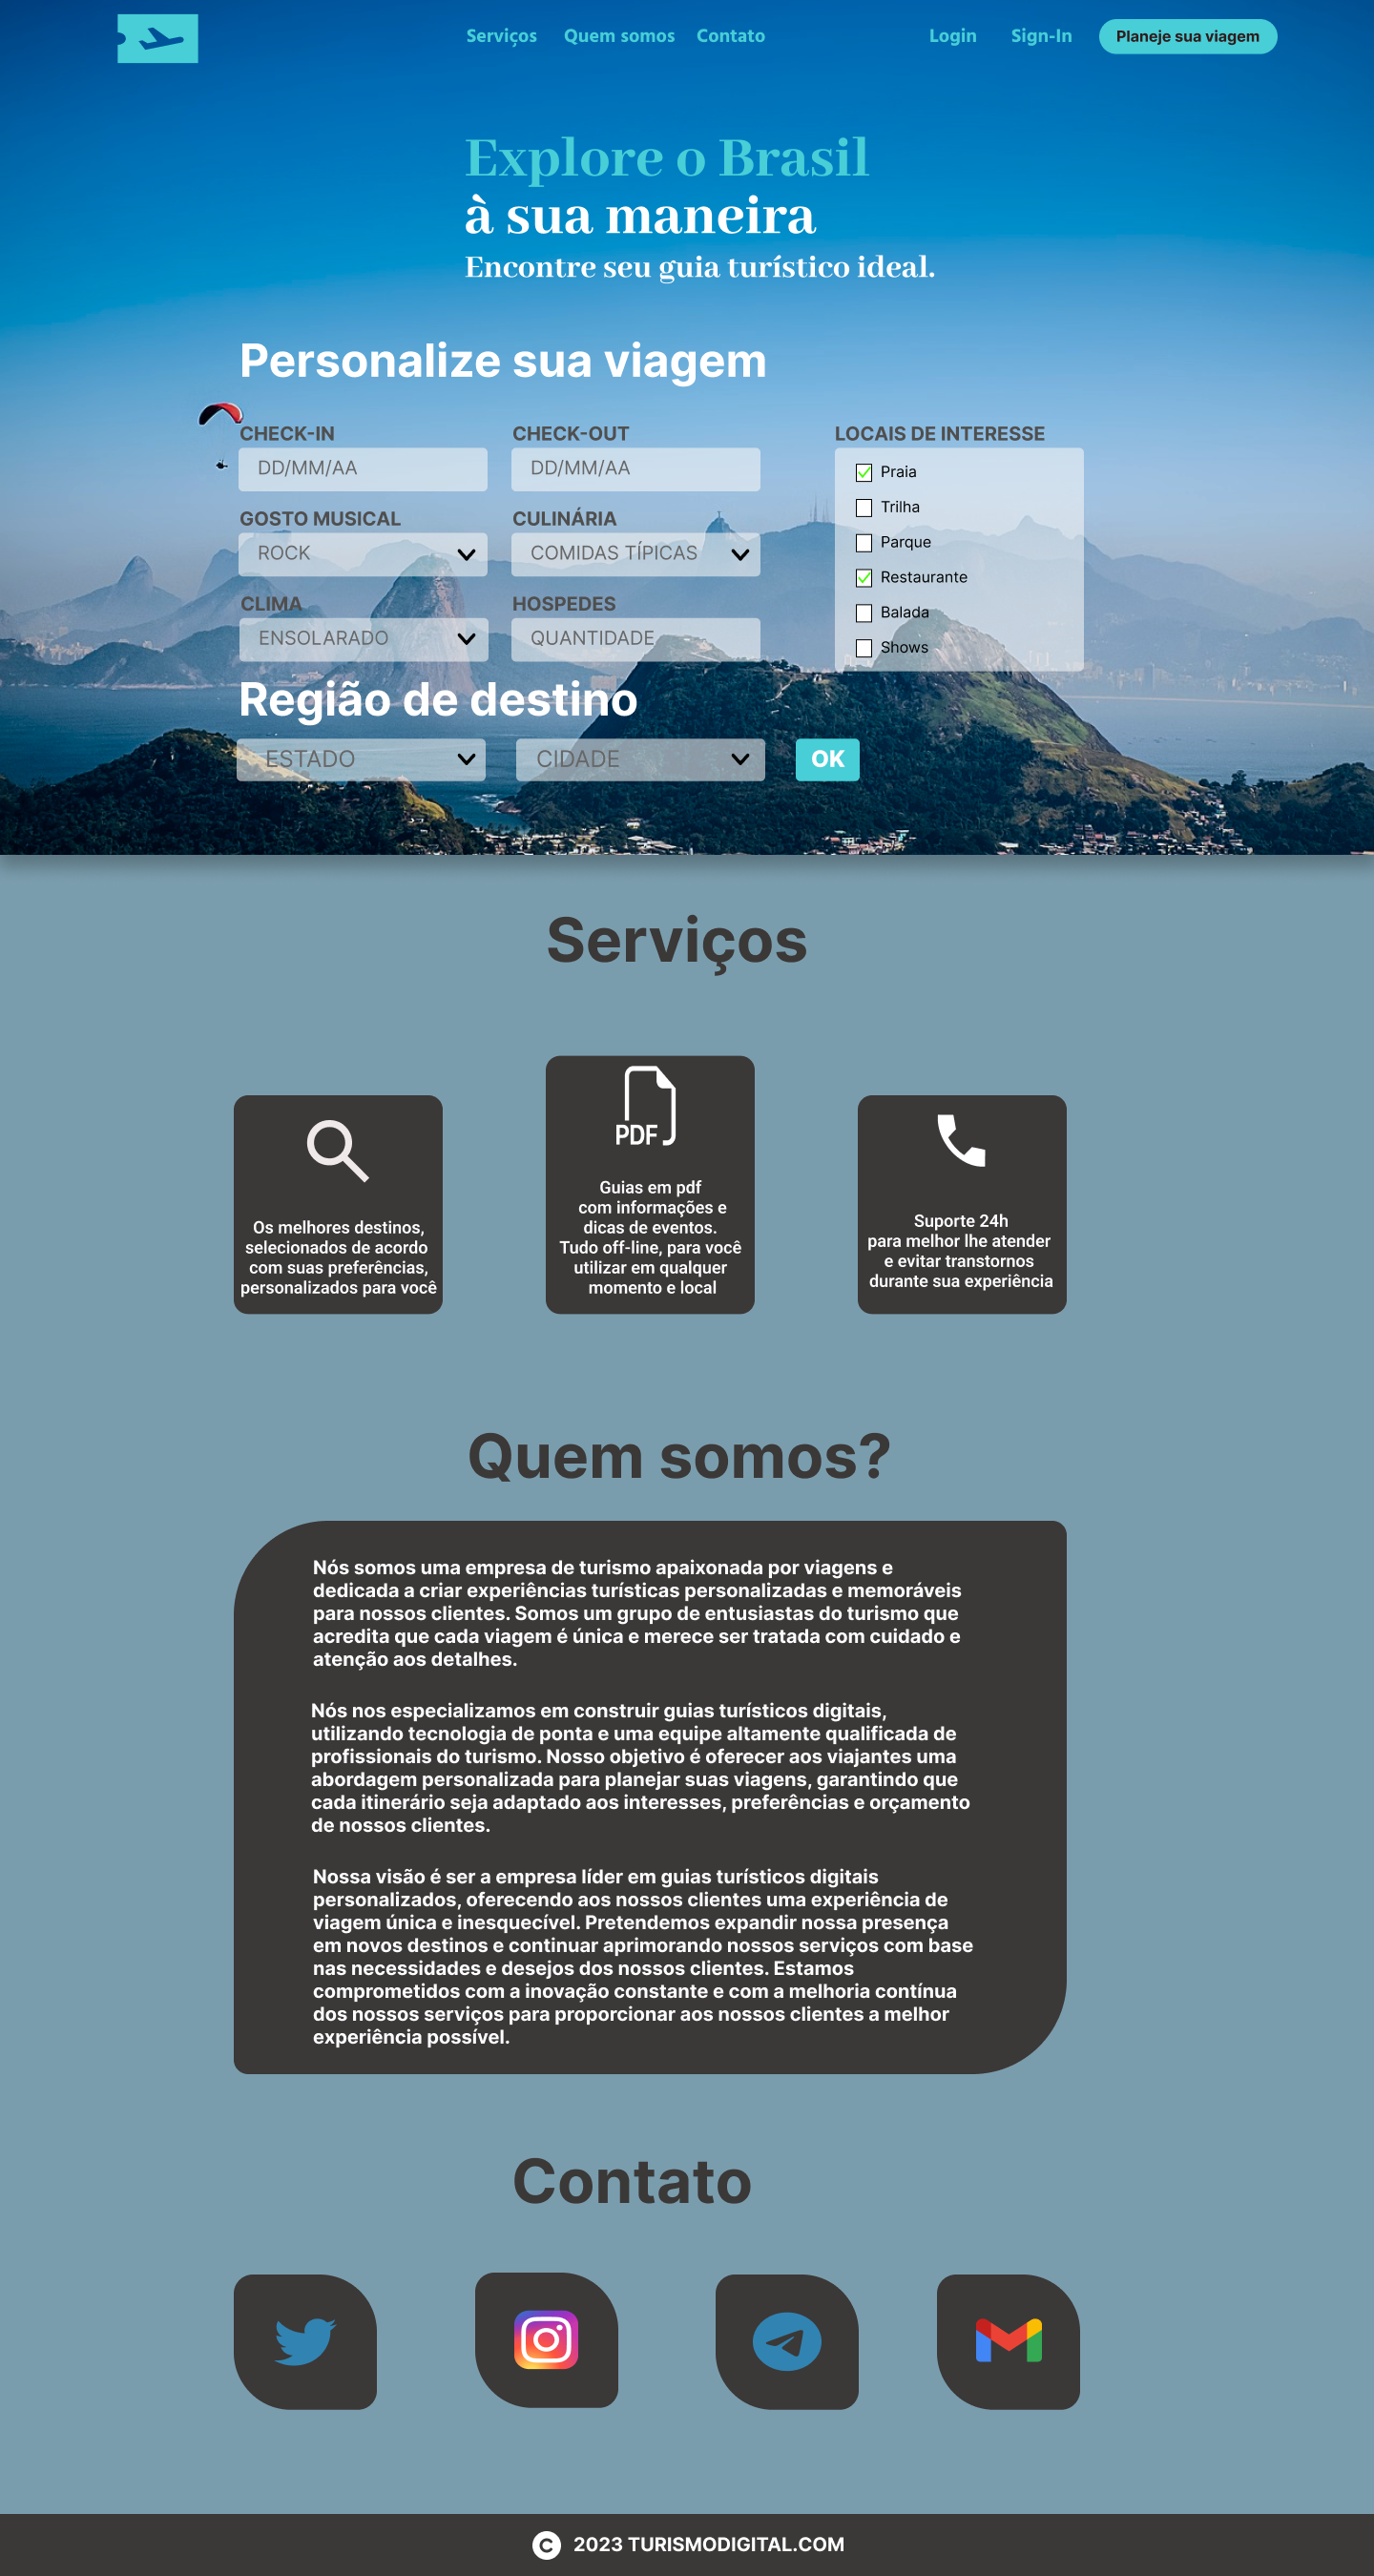 Serviços Quem somos Contato Login Sign-In Planeje sua viagem
Explore o Brasil
à sua maneira
Encontre seu guia turístico ideal.
Personalize sua viagem
CHECK-IN CHECK-OUT LOCAIS DE INTERESSE
DD/MM/AA DD/MM/AA
Praia
Trilha
Parque
Restaurante
Balada
Shows
GOSTO MUSICAL CULINÁRIA
ROCK COMIDAS TÍPICAS
CLIMA HOSPEDES
ENSOLARADO QUANTIDADE
Região de destino
ESTADO CIDADE OK
Serviços
Os melhores destinos,
selecionados de acordo
com suas preferências,
personalizados para você
PDF
Guias em pdf
com informações e
dicas de eventos.
Tudo off-line, para você
utilizar em qualquer
momento e local
Suporte 24h
para melhor lhe atender
e evitar transtornos
durante sua experiência
Quem somos?
Nós somos uma empresa de turismo apaixonada por viagens e
dedicada a criar experiências turísticas personalizadas e memoráveis
para nossos clientes. Somos um grupo de entusiastas do turismo que
acredita que cada viagem é única e merece ser tratada com cuidado e
atenção aos detalhes.
Nós nos especializamos em construir guias turísticos digitais,
utilizando tecnologia de ponta e uma equipe altamente qualificada de
profissionais do turismo. Nosso objetivo é oferecer aos viajantes uma
abordagem personalizada para planejar suas viagens, garantindo que
cada itinerário seja adaptado aos interesses, preferências e orçamento
de nossos clientes.
Nossa visão é ser a empresa líder em guias turísticos digitais
personalizados, oferecendo aos nossos clientes uma experiência de
viagem única e inesquecível. Pretendemos expandir nossa presença
em novos destinos e continuar aprimorando nossos serviços com base
nas necessidades e desejos dos nossos clientes. Estamos
comprometidos com a inovação constante e com a melhoria contínua
dos nossos serviços para proporcionar aos nossos clientes a melhor
experiência possível.
Contato
© 2023 TURISMODIGITAL.COM